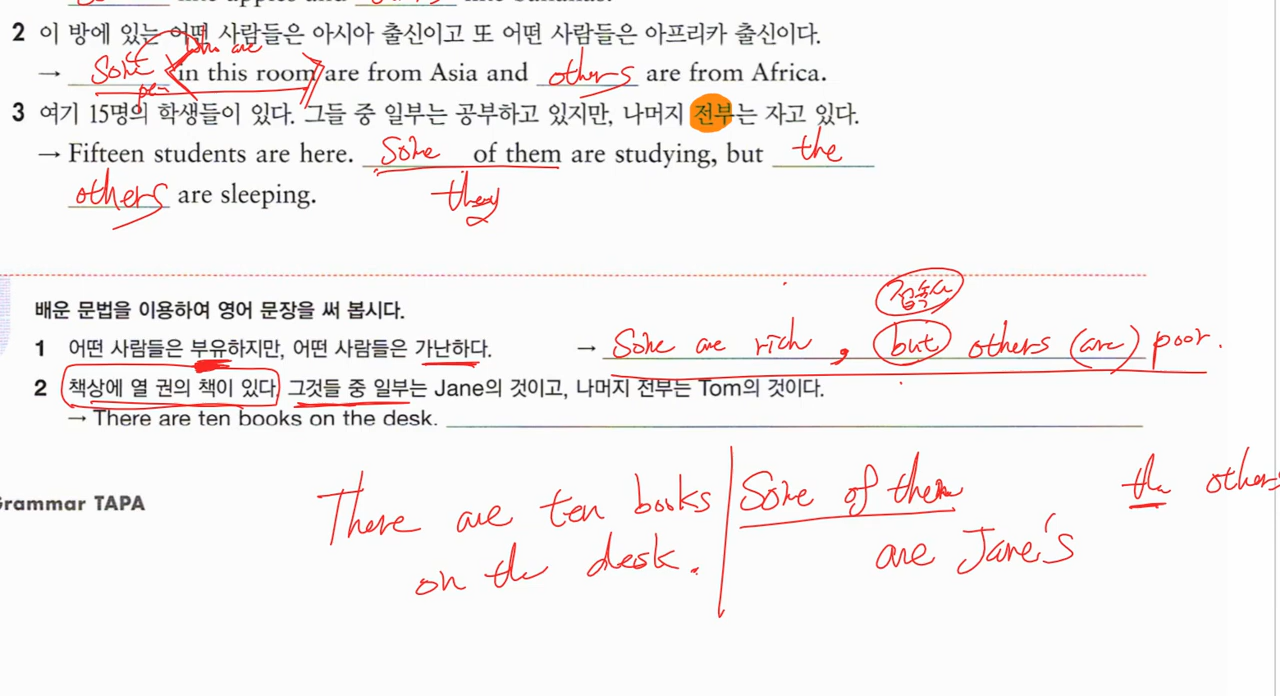 like apples and like bananas.
2 이 방에 있는 어떤 사람들은 아시아 출신이고 또 어떤 사람들은 아프리카 출신이다.
who are
→ Some in this room are from Asia and others are from Africa.
3 여기 15명의 학생들이 있다. 그들 중 일부는 공부하고 있지만, 나머지 전부는 자고 있다.
→ Fifteen students are here. Some of them are studying, but the
others are sleeping. they
접속사
배운 문법을 이용하여 영어 문장을 써 봅시다.
1 어떤 사람들은 부유하지만, 어떤 사람들은 가난하다. → Some are rich, but others (are) poor.
2 책상에 열 권의 책이 있다. 그것들 중 일부는 Jane의 것이고, 나머지 전부는 Tom의 것이다.
→ There are ten books on the desk.
Grammar TAPA
There are ten books Some of them the others
on the desk. are Jane's